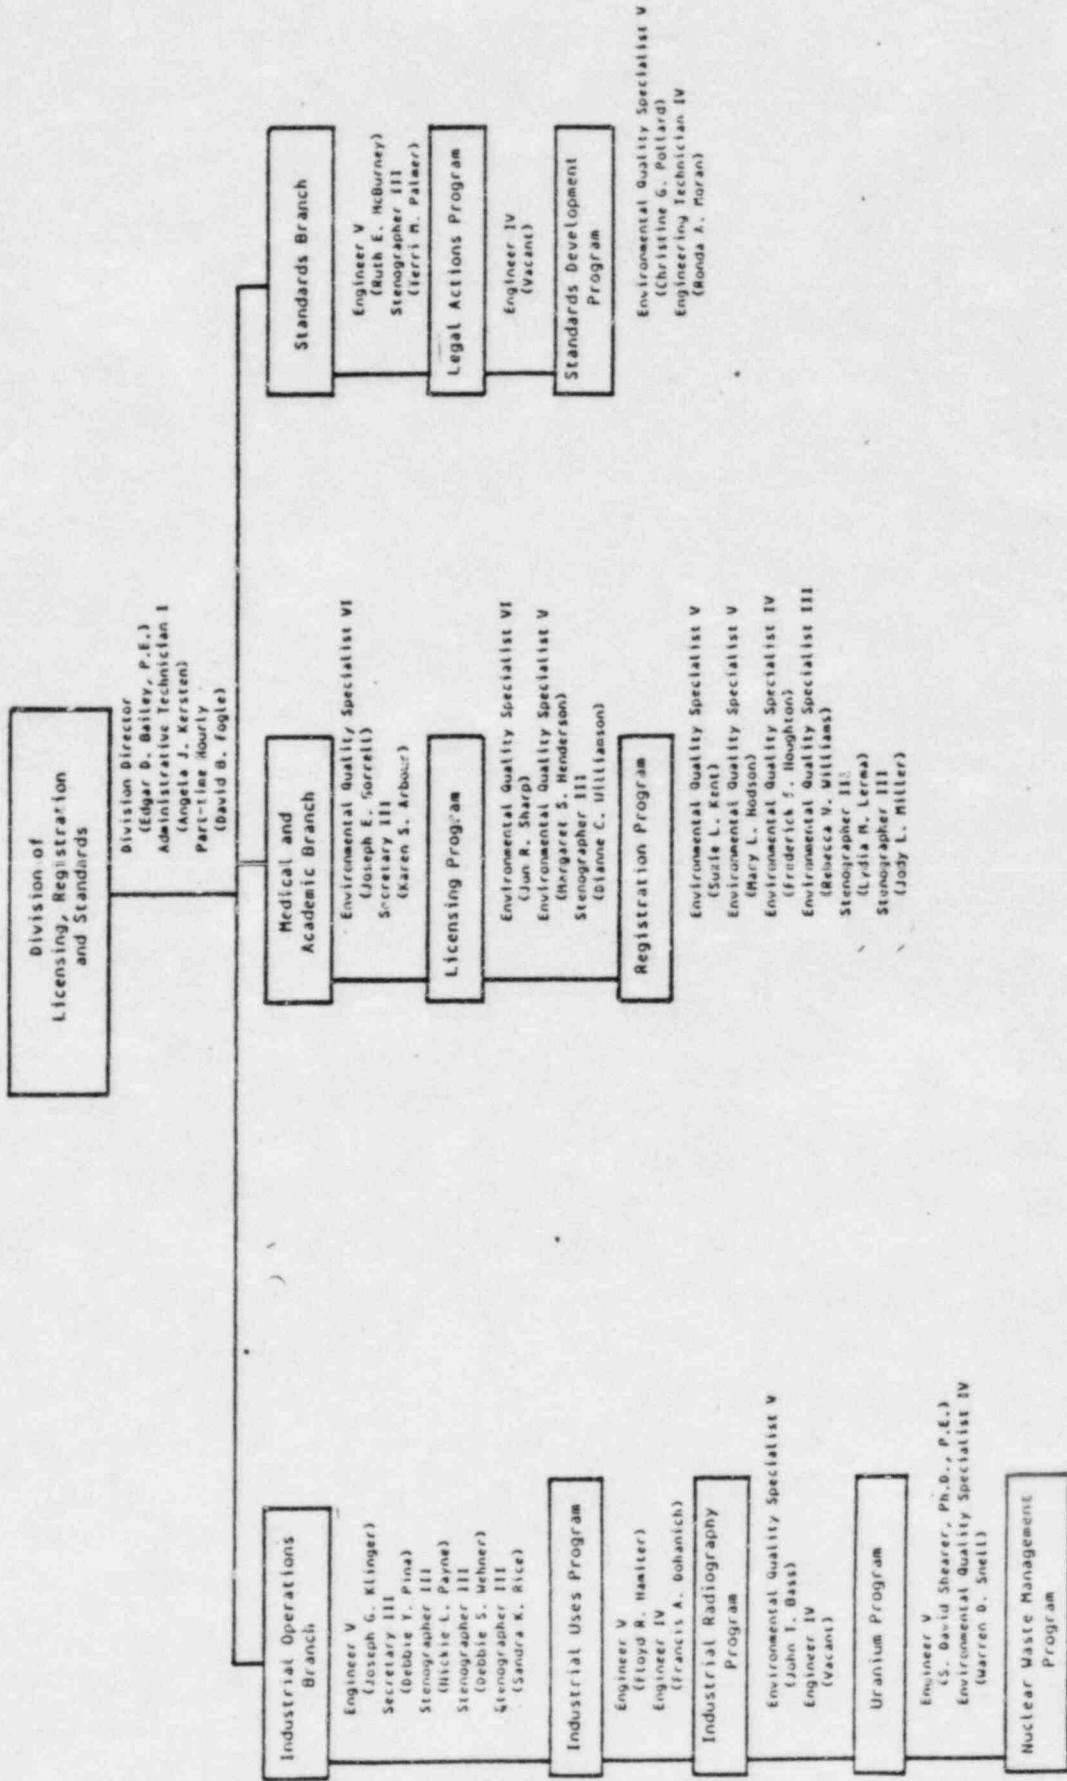 Division of
Licensing, Registration
and Standards
Division Director
(Edgar D. Bailey, P.E.)
Administrative Technician I
(Angela J. Kersten)
Part-time Hourly
(David B. Fogle)
Industrial Operations
Branch
Engineer V
(Joseph G. Klinger)
Secretary III
(Debbie Y. Pina)
Stenographer III
(Nickie L. Payne)
Stenographer III
(Debbie S. Wehner)
Stenographer III
(Sandra K. Rice)
Industrial Uses Program
Engineer V
(Floyd R. Hamiter)
Engineer IV
(Francis A. Dohanich)
Industrial Radiography
Program
Environmental Quality Specialist V
(John T. Bass)
Engineer IV
(Vacant)
Uranium Program
Engineer V
(S. David Shearer, Ph.D., P.E.)
Environmental Quality Specialist IV
(Warren D. Snell)
Nuclear Waste Management
Program
Medical and
Academic Branch
Environmental Quality Specialist VI
(Joseph E. Sorrell)
Secretary III
(Karen S. Arbour)
Licensing Program
Environmental Quality Specialist VI
(Jun R. Sharp)
Environmental Quality Specialist V
(Margaret S. Henderson)
Stenographer III
(Dianne C. Williamson)
Registration Program
Environmental Quality Specialist V
(Suzie L. Kent)
Environmental Quality Specialist V
(Mary L. Hodson)
Environmental Quality Specialist IV
(Frederick Houghton)
Environmental Quality Specialist III
(Rebecca V. Williams)
Stenographer III
(Lydia M. Lerma)
Stenographer III
(Jody L. Miller)
Standards Branch
Engineer V
(Ruth E. McBurney)
Stenographer III
(Terri M. Palmer)
Legal Actions Program
Engineer IV
(Vacant)
Standards Development
Program
Environmental Quality Specialist V
(Christine G. Pollard)
Engineering Technician IV
(Ronda Moran)